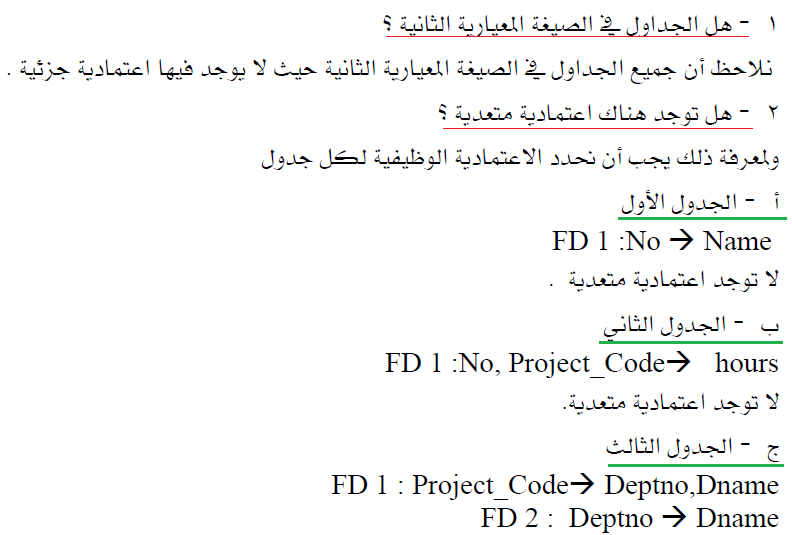 ١ - هل الجداول في الصيغة المعيارية الثانية ؟
نلاحظ أن جميع الجداول في الصيغة المعيارية الثانية حيث لا يوجد فيها اعتمادية جزئية .
٢ - هل توجد هناك اعتمادية متعدية ؟
ولمعرفة ذلك يجب أن نحدد الاعتمادية الوظيفية لكل جدول
أ - الجدول الأول
FD 1 :No → Name
لا توجد اعتمادية متعدية .
ب - الجدول الثاني
FD 1 :No, Project_Code→ hours
لا توجد اعتمادية متعدية.
ج - الجدول الثالث
FD 1 : Project_Code→ Deptno,Dname
FD 2 : Deptno → Dname